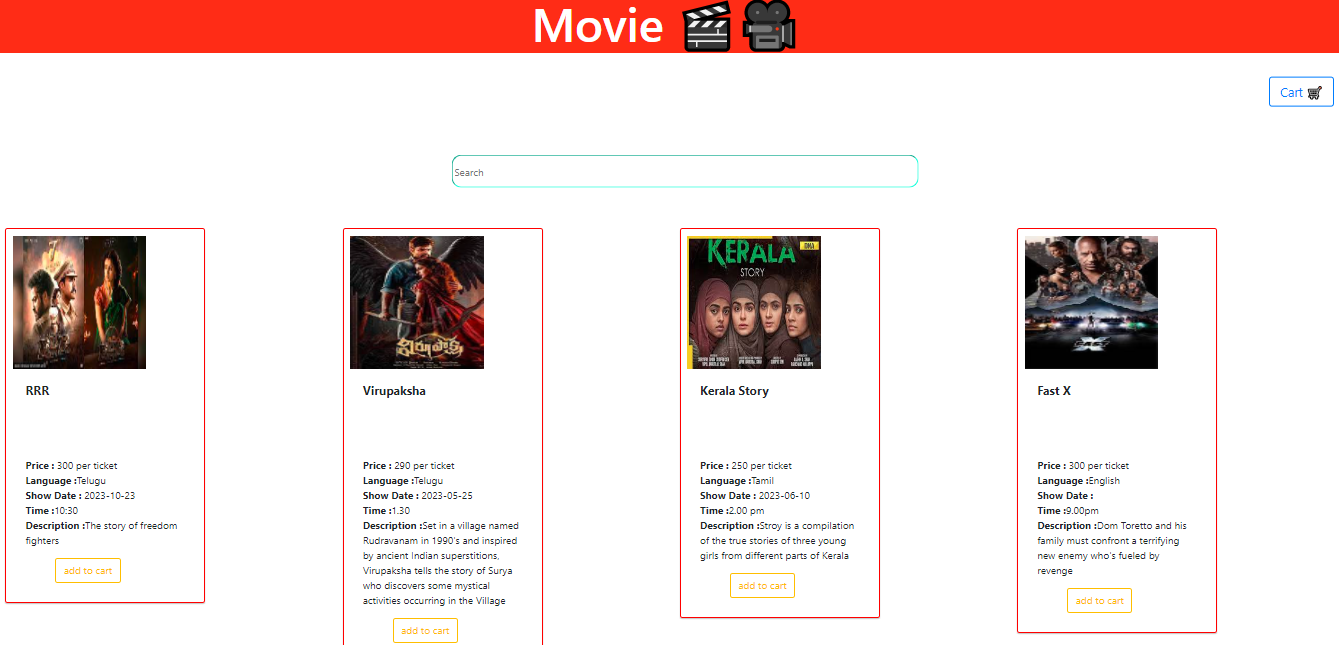 Movie 🎬🎥
Cart 🛒
Search
RRR
Price : 300 per ticket
Language :Telugu
Show Date : 2023-10-23
Time :10:30
Description :The story of freedom
fighters
add to cart
విరూపాక్ష
Virupaksha
Price : 290 per ticket
Language :Telugu
Show Date : 2023-05-25
Time :1.30
Description :Set in a village named
Rudravanam in 1990's and inspired
by ancient Indian superstitions,
Virupaksha tells the story of Surya
who discovers some mystical
activities occurring in the Village
add to cart
KERALA
STORY
DNA
Kerala Story
Price : 250 per ticket
Language :Tamil
Show Date : 2023-06-10
Time :2.00 pm
Description :Stroy is a compilation
of the true stories of three young
girls from different parts of Kerala
add to cart
Fast X
Price : 300 per ticket
Language :English
Show Date :
Time :9.00pm
Description :Dom Toretto and his
family must confront a terrifying
new enemy who's fueled by
revenge
add to cart